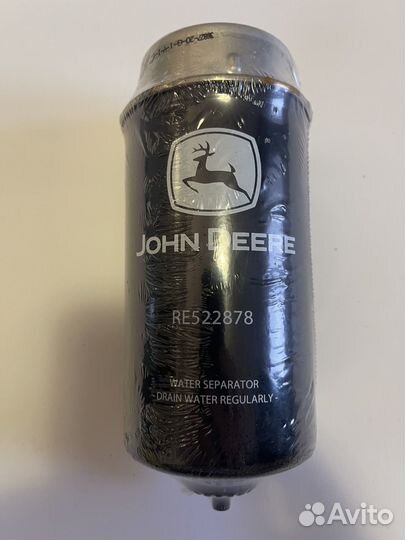 JOHN DEERE
RE522878
WATER SEPARATOR
- DRAIN WATER REGULARLY -
Avito